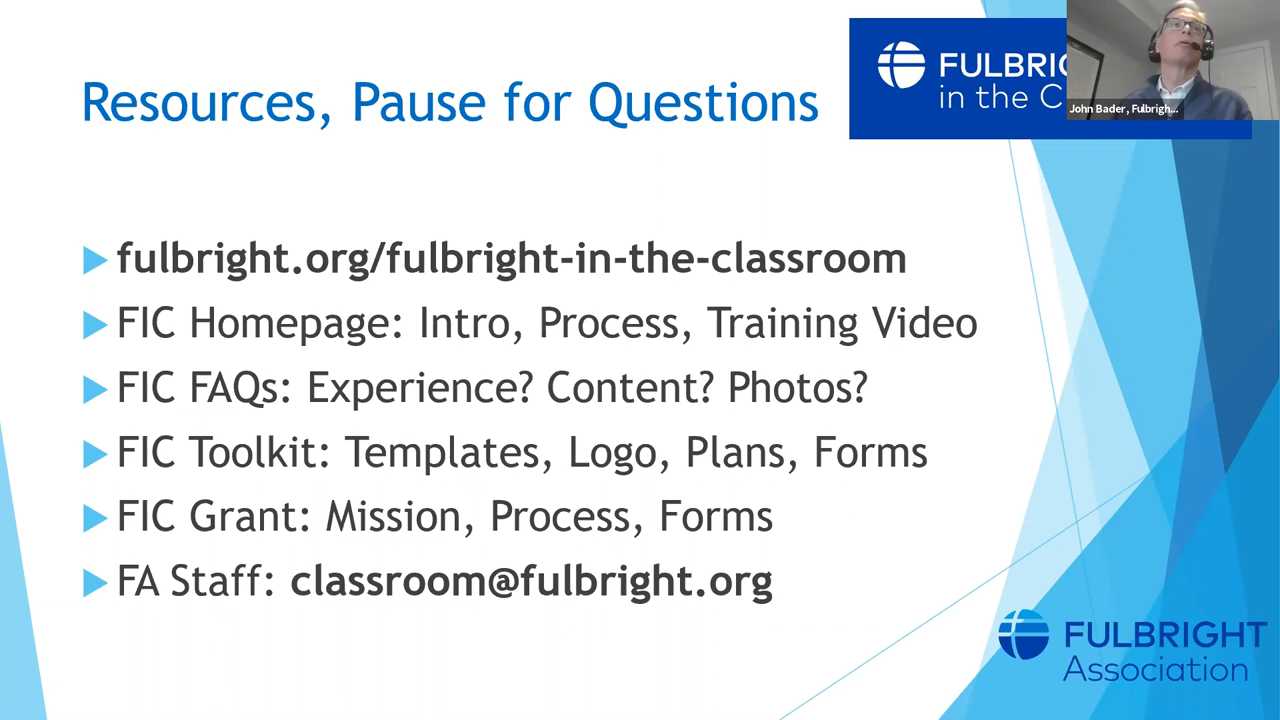 Resources, Pause for Questions
FULBRI
in the C
John Bader, Fulbrigh...
fulbright.org/fulbright-in-the-classroom
FIC Homepage: Intro, Process, Training Video
FIC FAQs: Experience? Content? Photos?
FIC Toolkit: Templates, Logo, Plans, Forms
FIC Grant: Mission, Process, Forms
FA Staff: classroom@fulbright.org
FULBRIGHT
Association